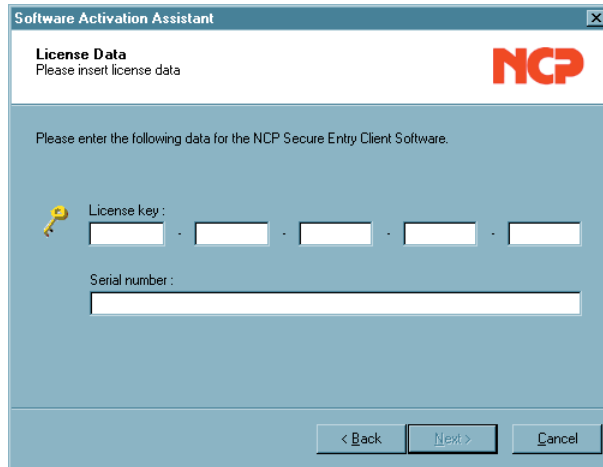 Software Activation Assistant
License Data
Please insert license data
NCP
Please enter the following data for the NCP Secure Entry Client Software.
License key :
- - - -
Serial number :
< Back Next > Cancel